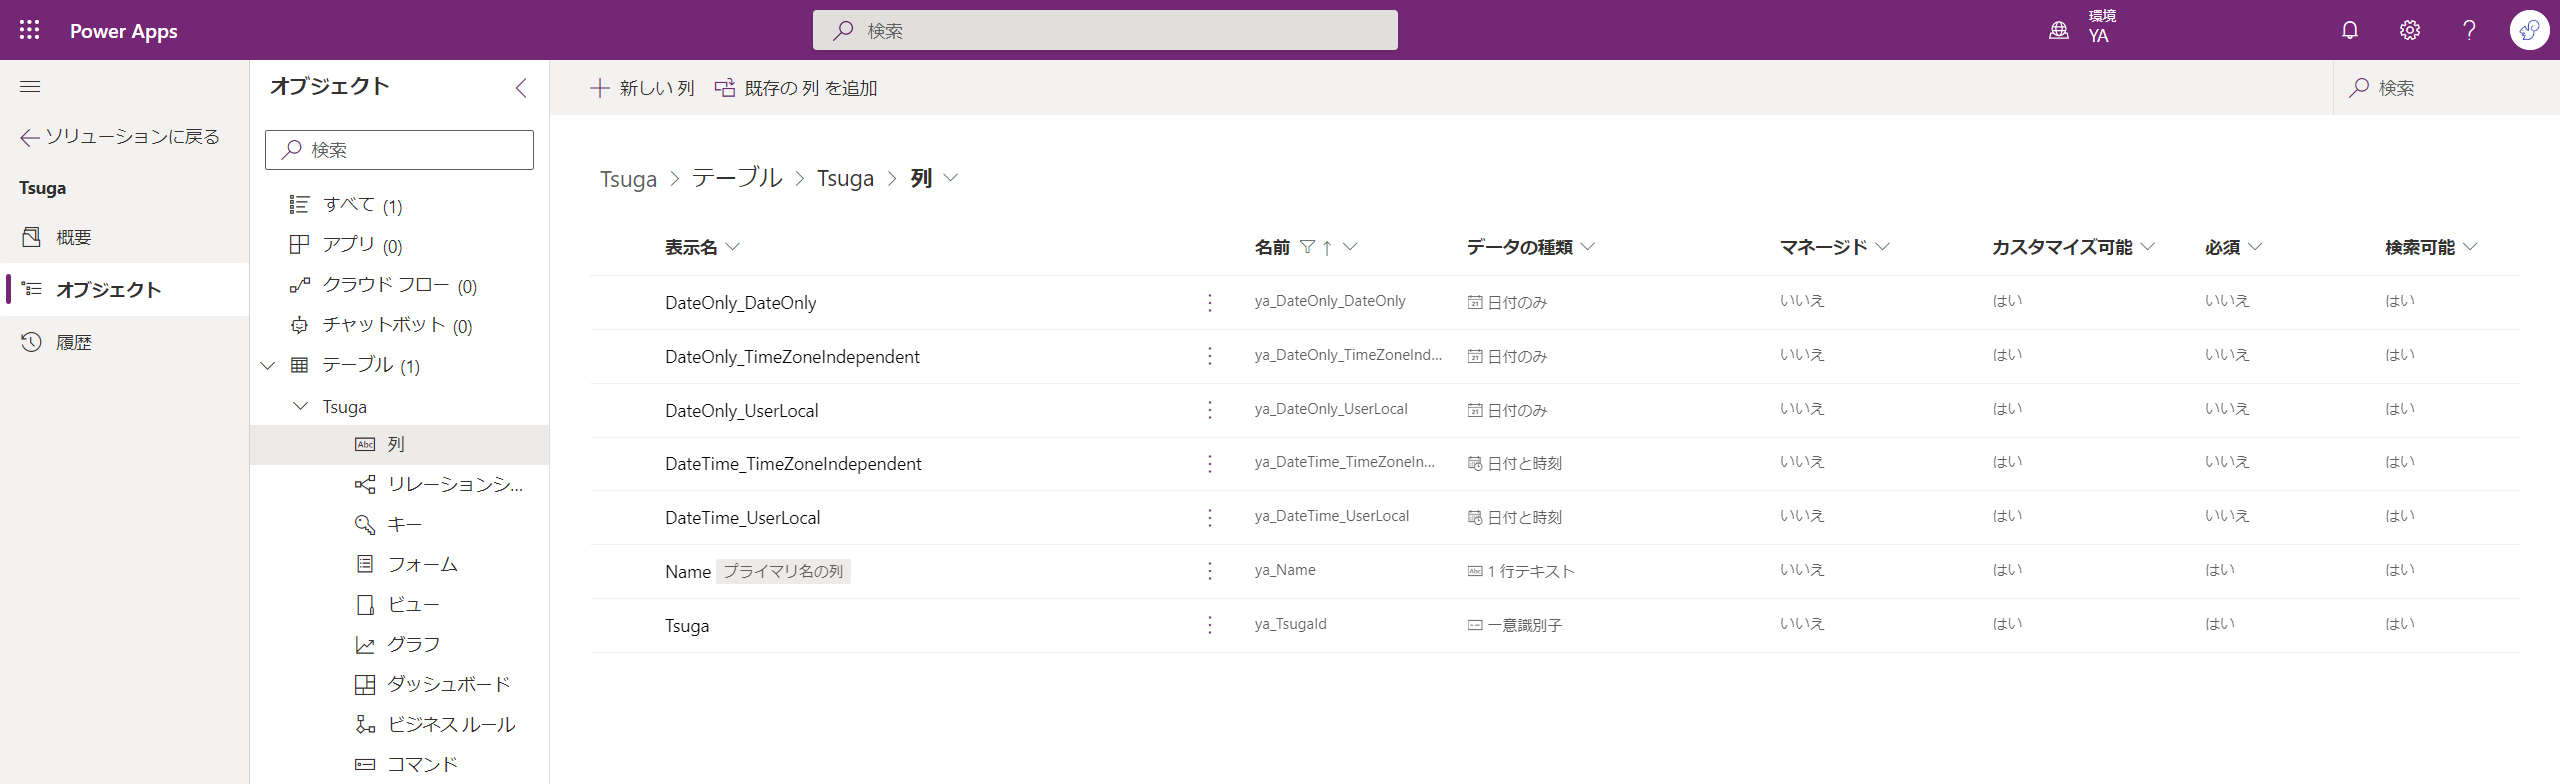 Power Apps
検索
環境
YA
ソリューションに戻る
Tsuga
概要
オブジェクト
履歴
オブジェクト
検索
すべて (1)
アプリ (0)
クラウド フロー (0)
チャットボット (0)
テーブル (1)
Tsuga
Abc 列
リレーションシ...
キー
フォーム
ビュー
グラフ
ダッシュボード
ビジネス ルール
コマンド
新しい 列 既存の 列 を追加
検索
Tsuga > テーブル > Tsuga > 列
表示名 名前 ↑ データの種類 マネージド カスタマイズ可能 必須 検索可能
DateOnly_DateOnly ya_DateOnly_DateOnly 日付のみ いいえ はい いいえ はい
DateOnly_TimeZoneIndependent ya_DateOnly_TimeZoneInd... 日付のみ いいえ はい いいえ はい
DateOnly_UserLocal ya_DateOnly_UserLocal 日付のみ いいえ はい いいえ はい
DateTime_TimeZoneIndependent ya_DateTime_TimeZoneIn... 日付と時刻 いいえ はい いいえ はい
DateTime_UserLocal ya_DateTime_UserLocal 日付と時刻 いいえ はい いいえ はい
Name プライマリ名の列 ya_Name Abc 1 行テキスト いいえ はい はい はい
Tsuga ya_TsugaId 一意識別子 いいえ はい はい はい